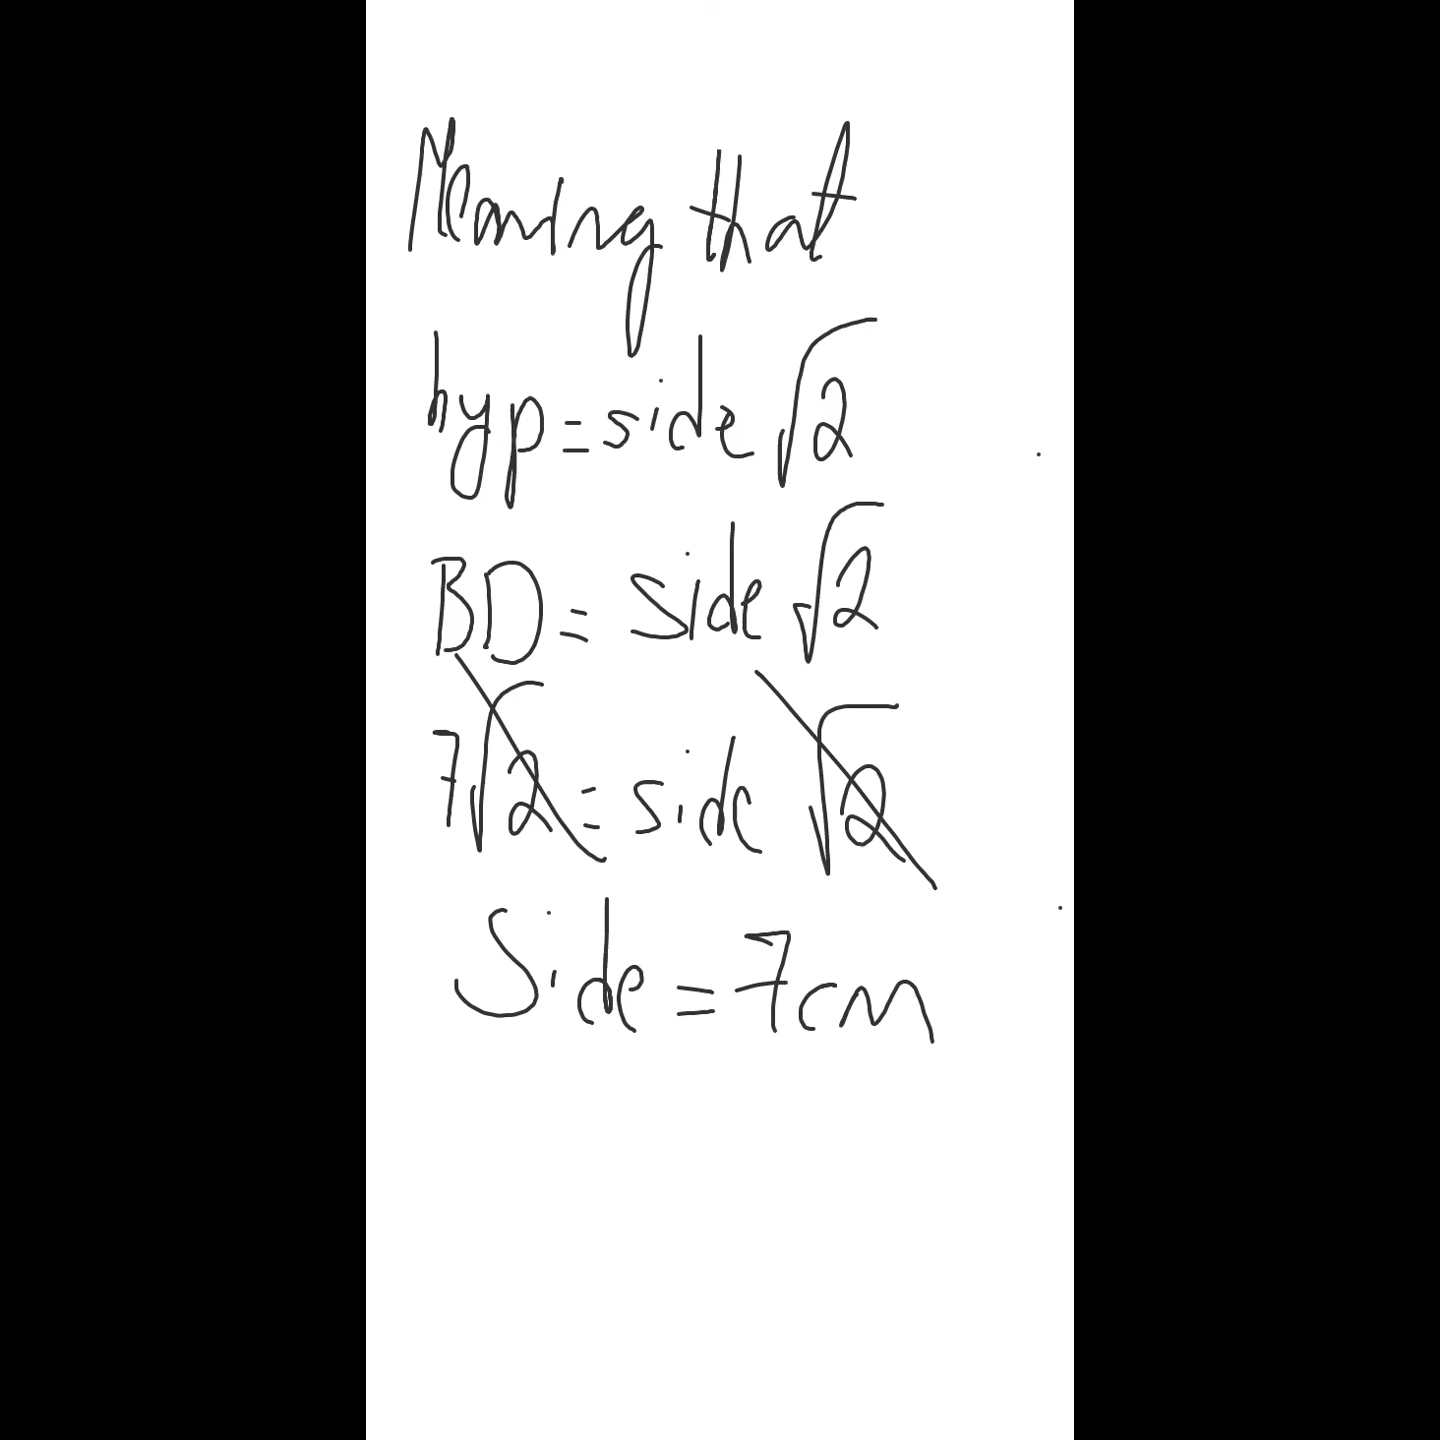 Meaning that
hyp=side√2
BD= side√2
7√2=side √2
Side=7cm